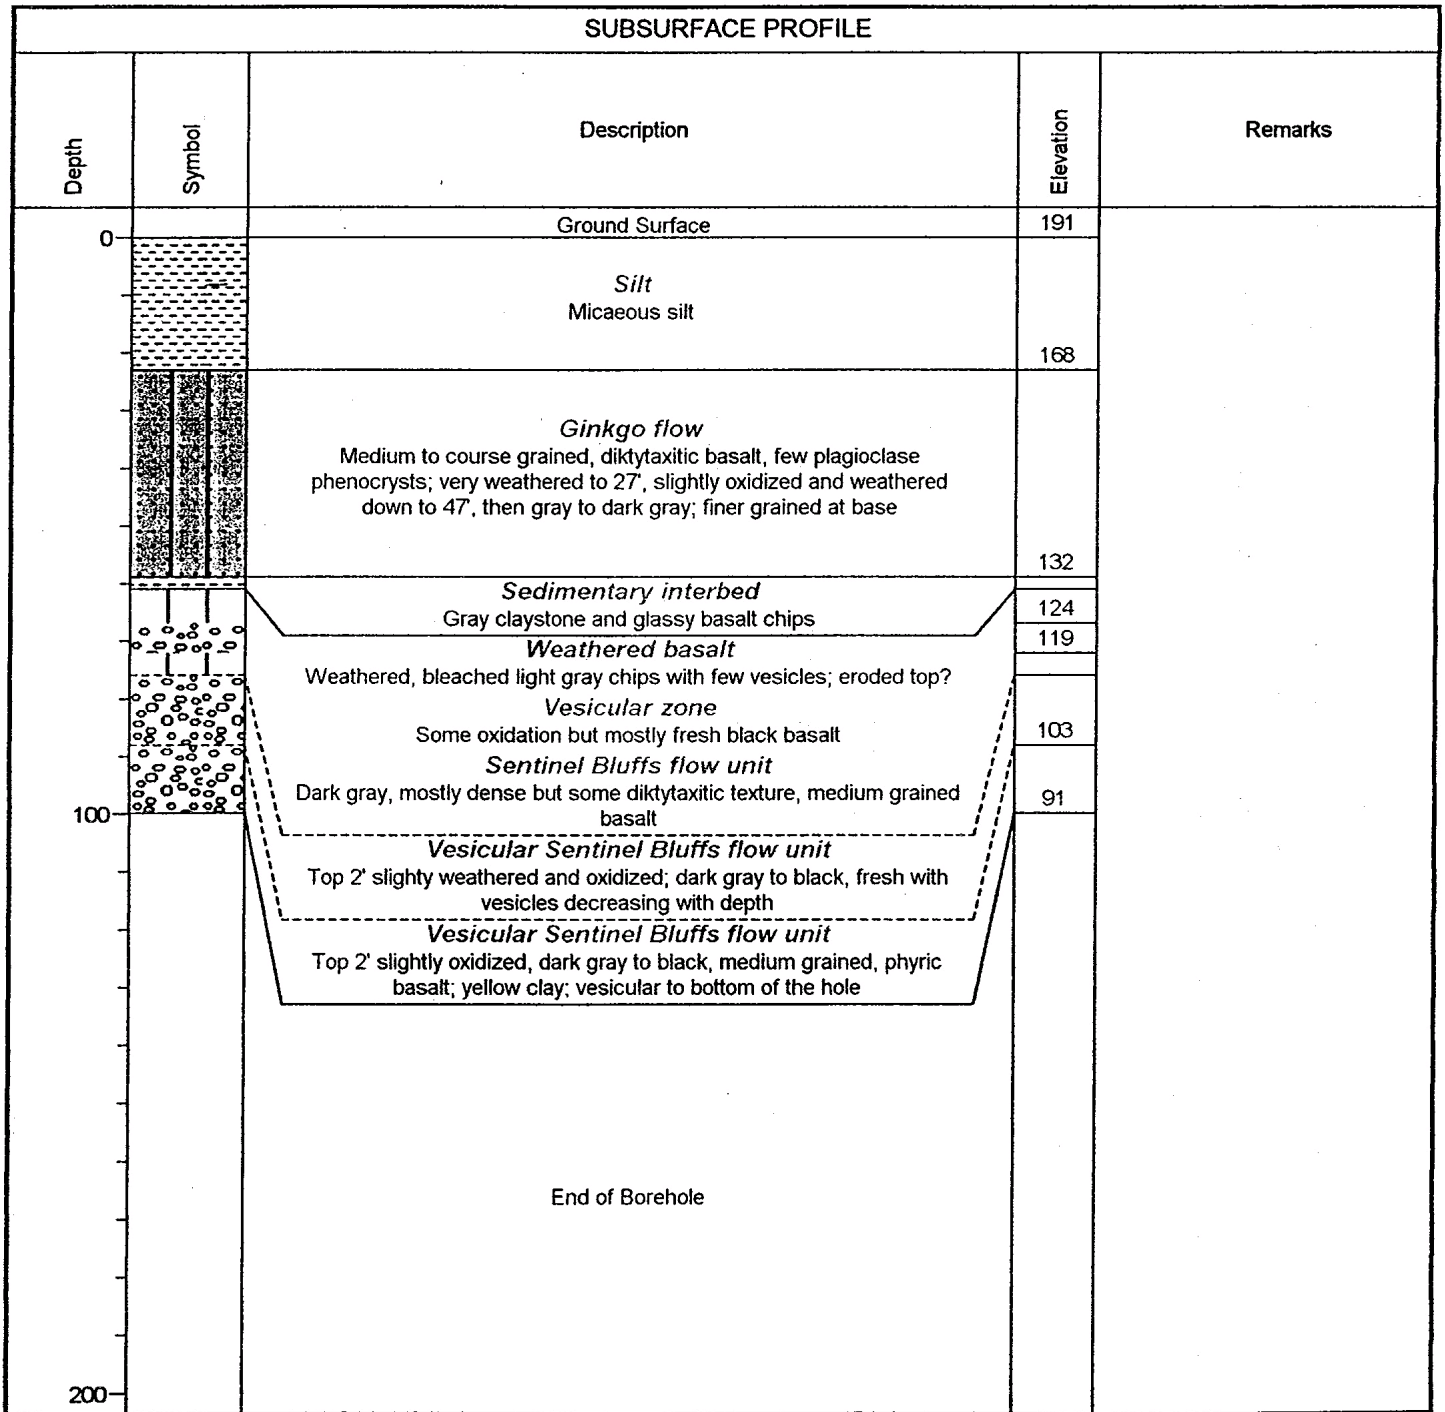 SUBSURFACE PROFILE
Depth
Symbol
Description
Elevation
Remarks
Ground Surface
191
0
Silt
Micaeous silt
168
Ginkgo flow
Medium to course grained, diktytaxitic basalt, few plagioclase
phenocrysts; very weathered to 27', slightly oxidized and weathered
down to 47', then gray to dark gray; finer grained at base
132
Sedimentary interbed
Gray claystone and glassy basalt chips
124
119
Weathered basalt
Weathered, bleached light gray chips with few vesicles; eroded top?
Vesicular zone
Some oxidation but mostly fresh black basalt
103
Sentinel Bluffs flow unit
Dark gray, mostly dense but some diktytaxitic texture, medium grained
basalt
91
100
Vesicular Sentinel Bluffs flow unit
Top 2' slighty weathered and oxidized; dark gray to black, fresh with
vesicles decreasing with depth
Vesicular Sentinel Bluffs flow unit
Top 2' slightly oxidized, dark gray to black, medium grained, phyric
basalt; yellow clay; vesicular to bottom of the hole
End of Borehole
200